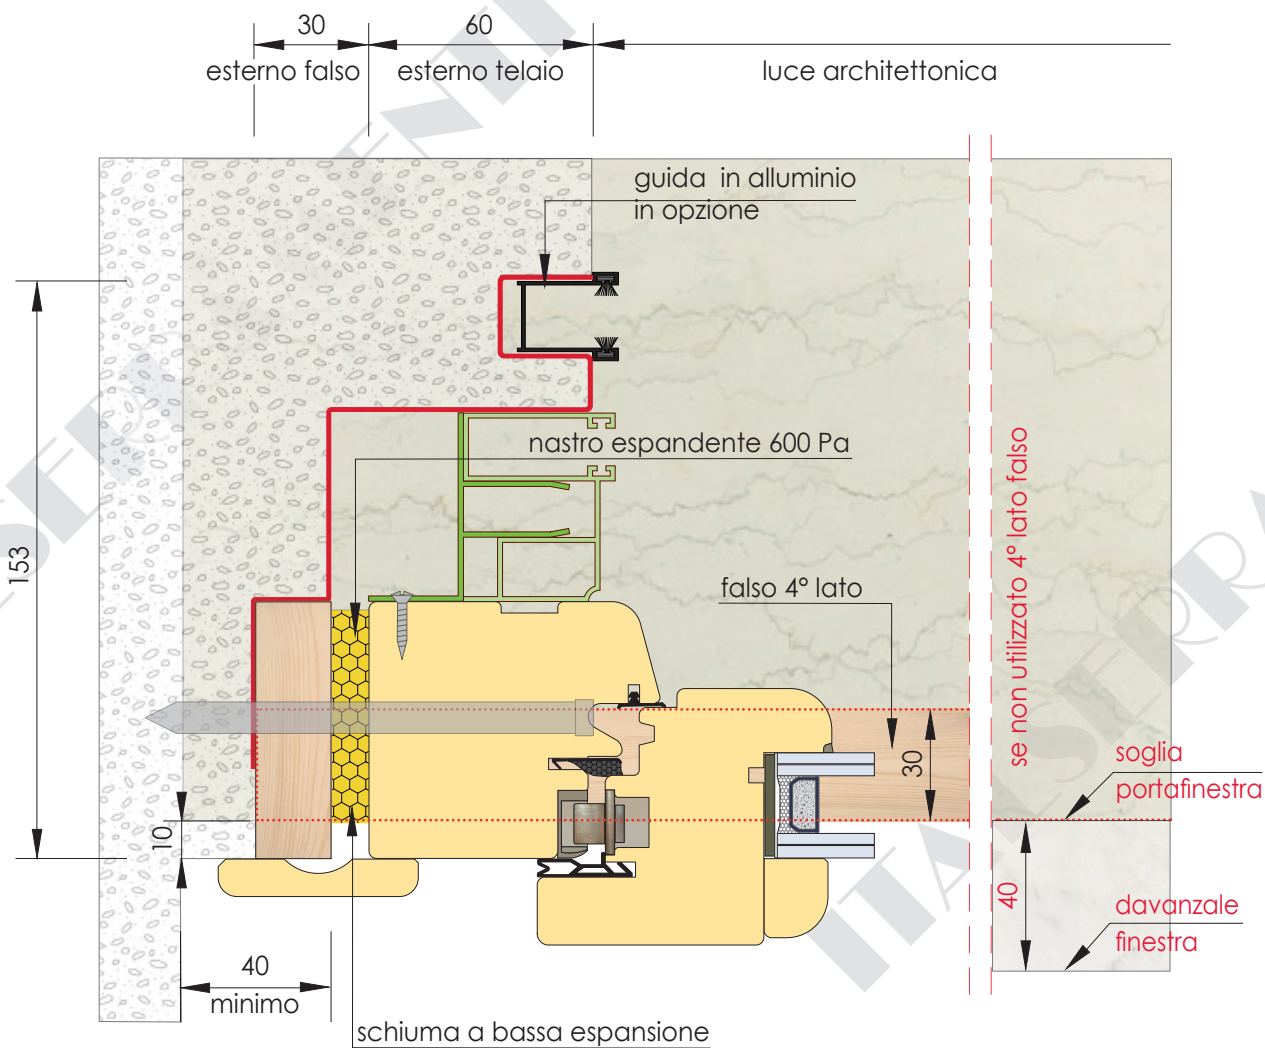 30
60
esterno falso
esterno telaio
luce architettonica
guida in alluminio
in opzione
nastro espandente 600 Pa
153
falso 4° lato
se non utilizzato 4° lato falso
30
soglia
portafinestra
10
40
davanzale
finestra
40
minimo
schiuma a bassa espansione